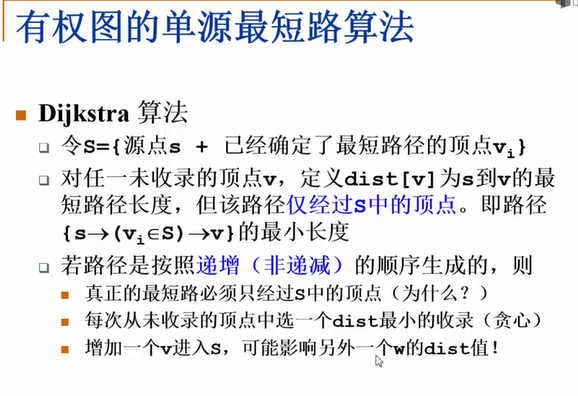 有权图的单源最短路算法
Dijkstra 算法
令S={源点s + 已经确定了最短路径的顶点vi}
对任一未收录的顶点v，定义dist[v]为s到v的最
短路径长度，但该路径仅经过S中的顶点。即路径
{s→(vi∈S)→v}的最小长度
若路径是按照递增（非递减）的顺序生成的，则
真正的最短路必须只经过S中的顶点（为什么？）
每次从未收录的顶点中选一个dist最小的收录（贪心）
增加一个v进入S，可能影响另外一个w的dist值！